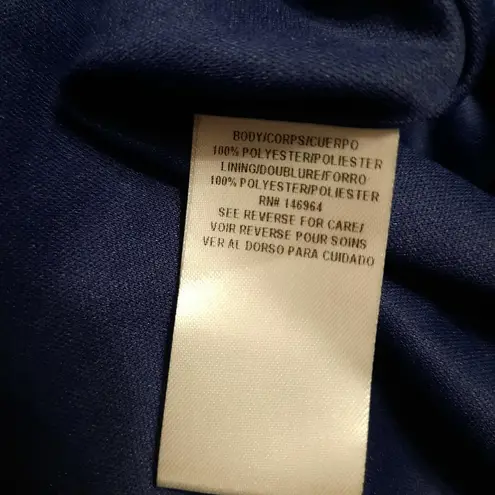 BODY/CORPS/CUERPO
100% POLYESTER/POLIESTER
LINING/DOUBLURE/FORRO
100% POLYESTER/POLIESTER
RN# 146964
SEE REVERSE FOR CARE/
VOIR REVERSE POUR SOINS
VER AL DORSO PARA CUIDADO